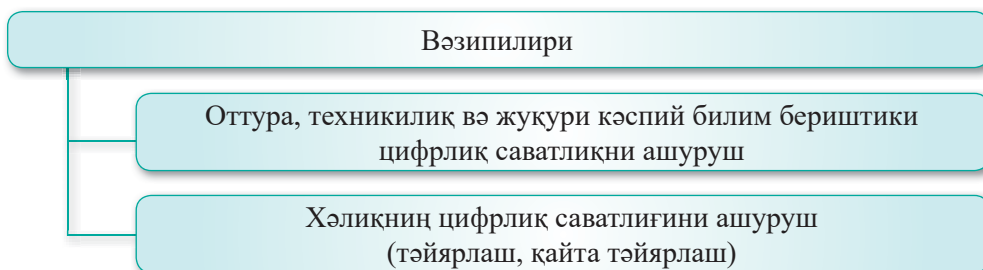 Вәзипилири
Оттура, техникилиқ вә жуқури кәспий билим бериштики
цифрлиқ саватлиқни ашуруш
Хәлиқниң цифрлиқ саватлиғини ашуруш
(тәйярлаш, қайта тәйярлаш)